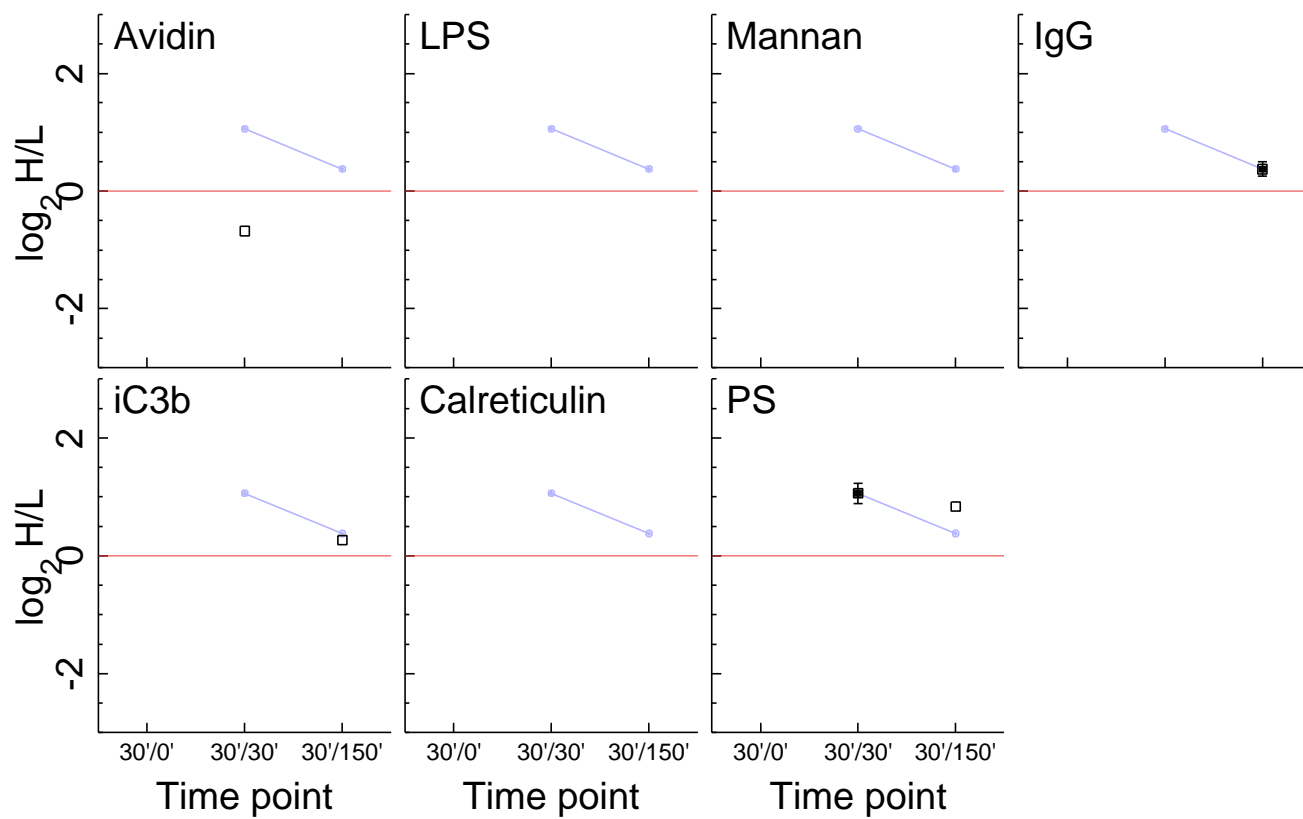 Avidin LPS Mannan IgG
2
0
-2
log2 H/L
iC3b Calreticulin PS
2
0
-2
log2 H/L
30'/0' 30'/30' 30'/150' 30'/0' 30'/30' 30'/150' 30'/0' 30'/30' 30'/150'
Time point Time point Time point